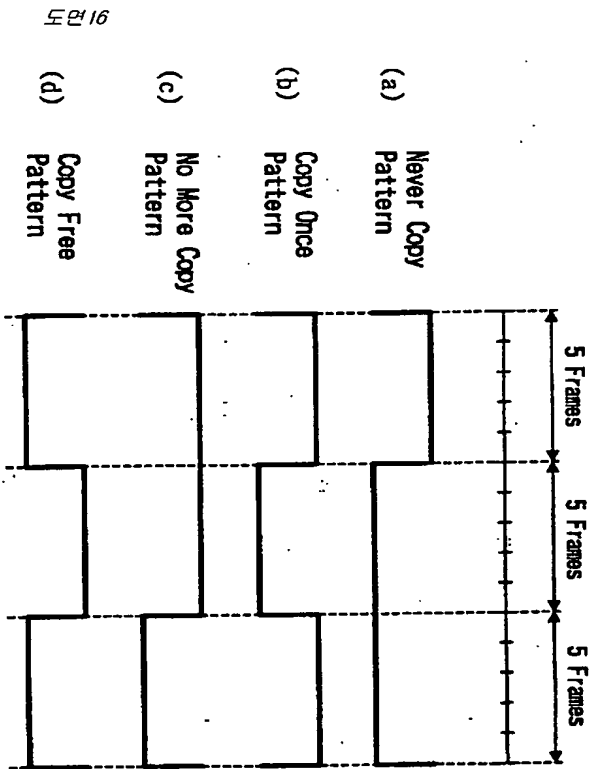 도면16
5 Frames
5 Frames
5 Frames
(a) Never Copy
Pattern
(b) Copy Once
Pattern
(c) No More Copy
Pattern
(d) Copy Free
Pattern